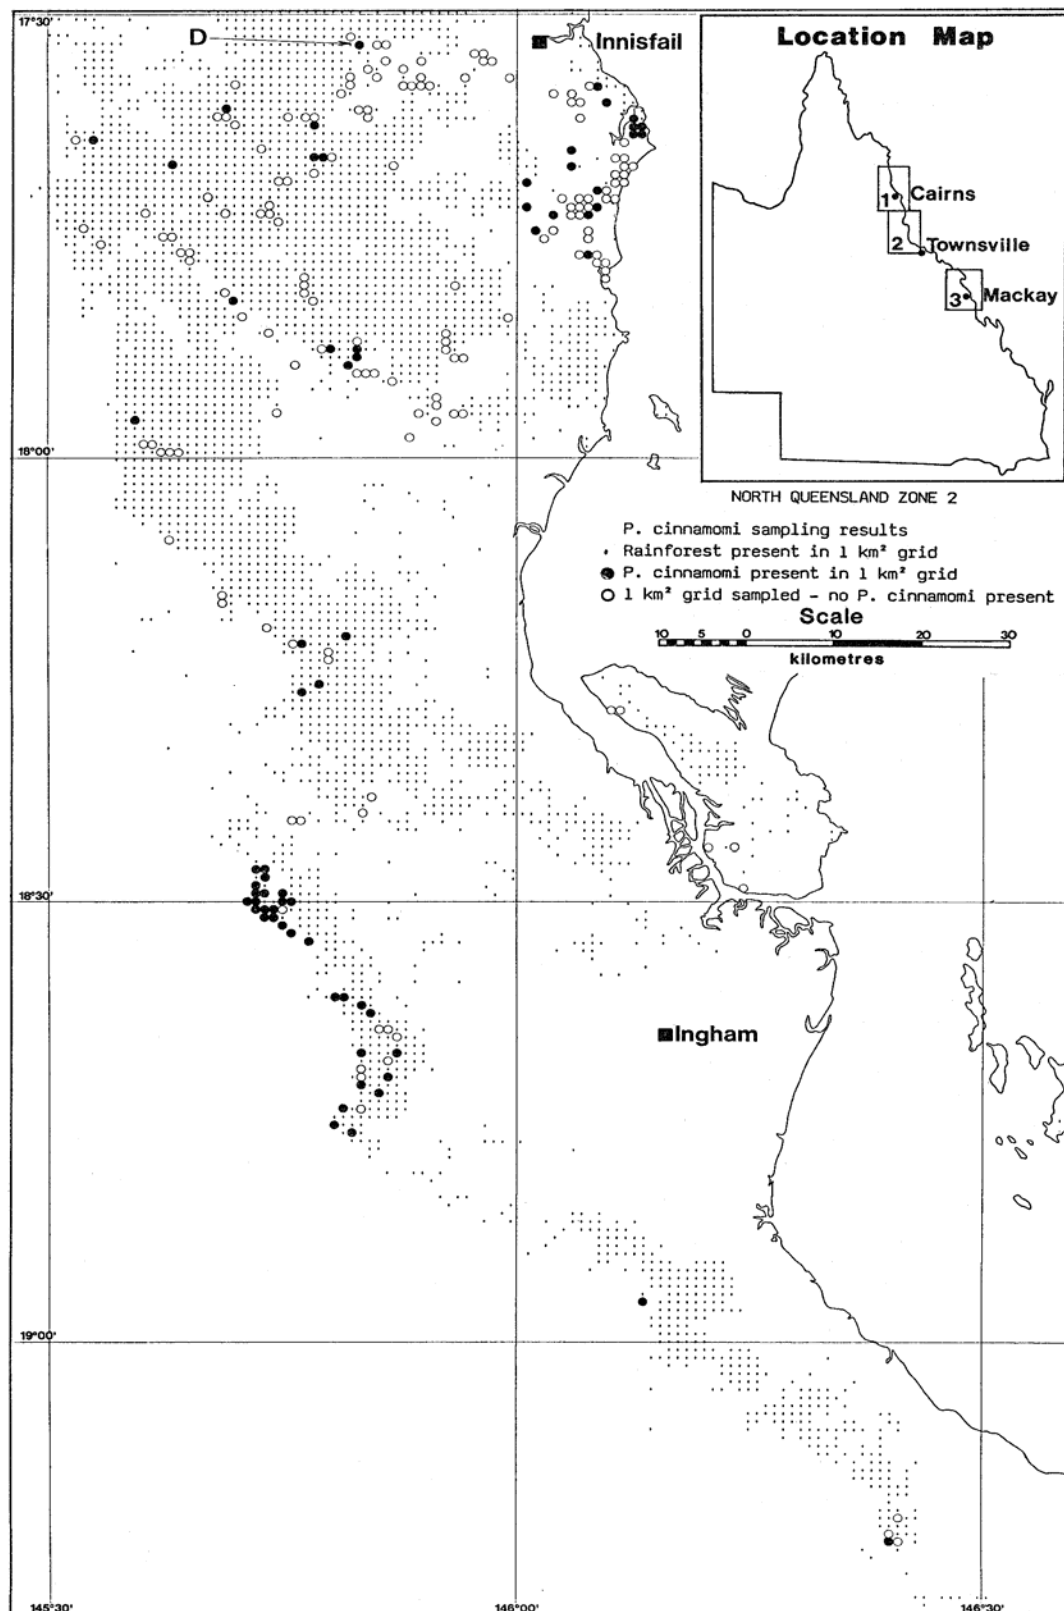 17°30'
D
Innisfail
Location Map
1
Cairns
2
Townsville
3
Mackay
18°00'
NORTH QUEENSLAND ZONE 2
P. cinnamomi sampling results
Rainforest present in 1 km² grid
P. cinnamomi present in 1 km² grid
1 km² grid sampled - no P. cinnamomi present
Scale
10 5 0 10 20 30
kilometres
18°30'
Ingham
19°00'
145°30' 146°00' 146°30'